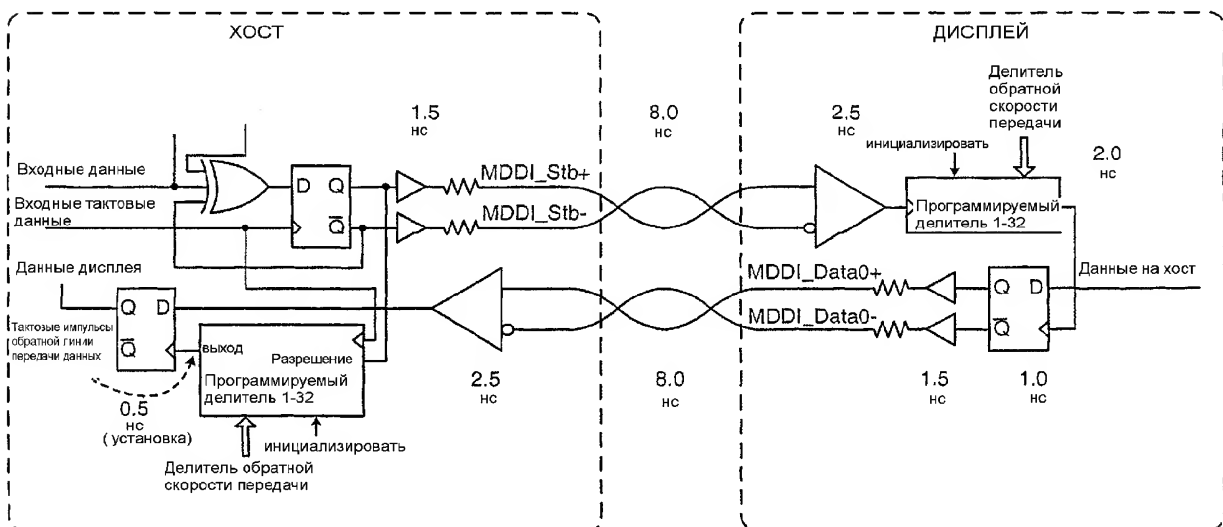 ХОСТ
ДИСПЛЕЙ
1.5
нс
8.0
нс
2.5
нс
Делитель
обратной
скорости
передачи
инициализировать
2.0
нс
Входные данные
Входные тактовые
данные
D Q
Q
MDDI_Stb+
MDDI_Stb-
Программируемый
делитель 1-32
Данные дисплея
Q D
Q
Тактовые импульсы
обратной линии
передачи данных
выход
Разрешение
Программируемый
делитель 1-32
MDDI_Data0+
MDDI_Data0-
Q D
Q
Данные на хост
0.5
нс
(установка)
2.5
нс
8.0
нс
1.5
нс
1.0
нс
инициализировать
Делитель обратной
скорости передачи